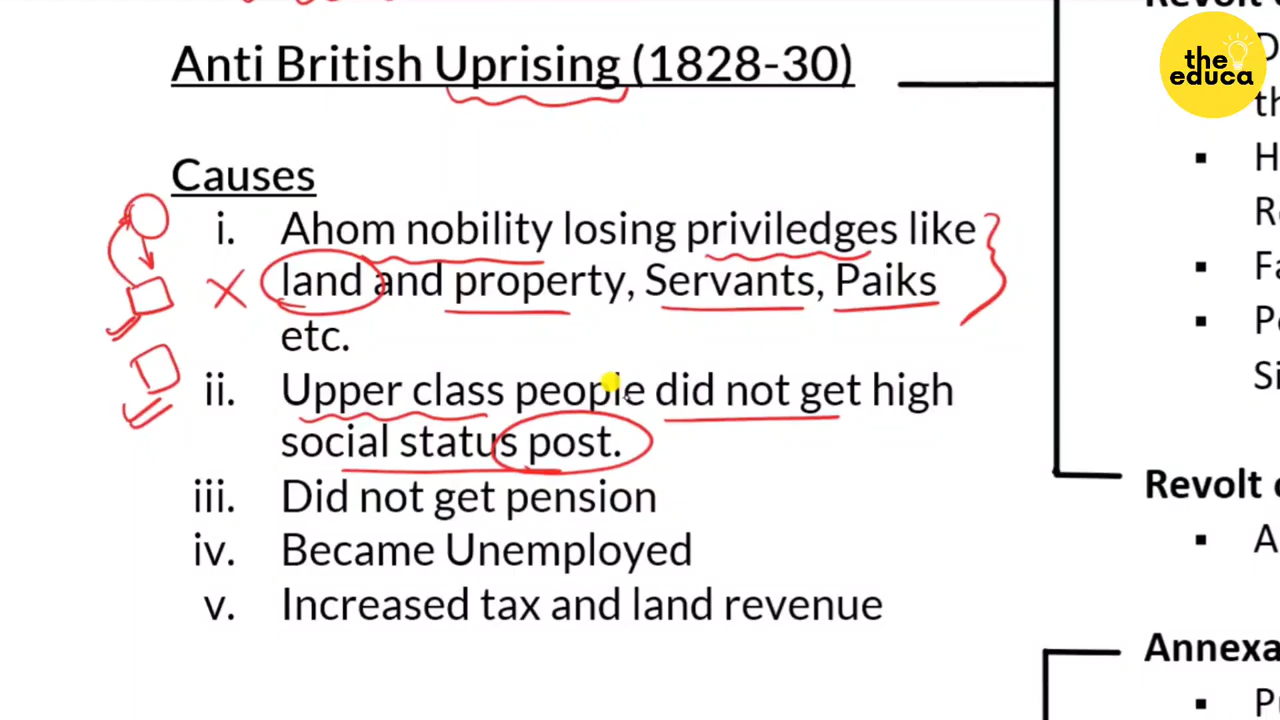 Anti British Uprising (1828-30)
the
educa
Causes
i. Ahom nobility losing priviledges like
land and property, Servants, Paiks
etc.
ii. Upper class people did not get high
social status post.
iii. Did not get pension
iv. Became Unemployed
v. Increased tax and land revenue
Revolt
Annexa